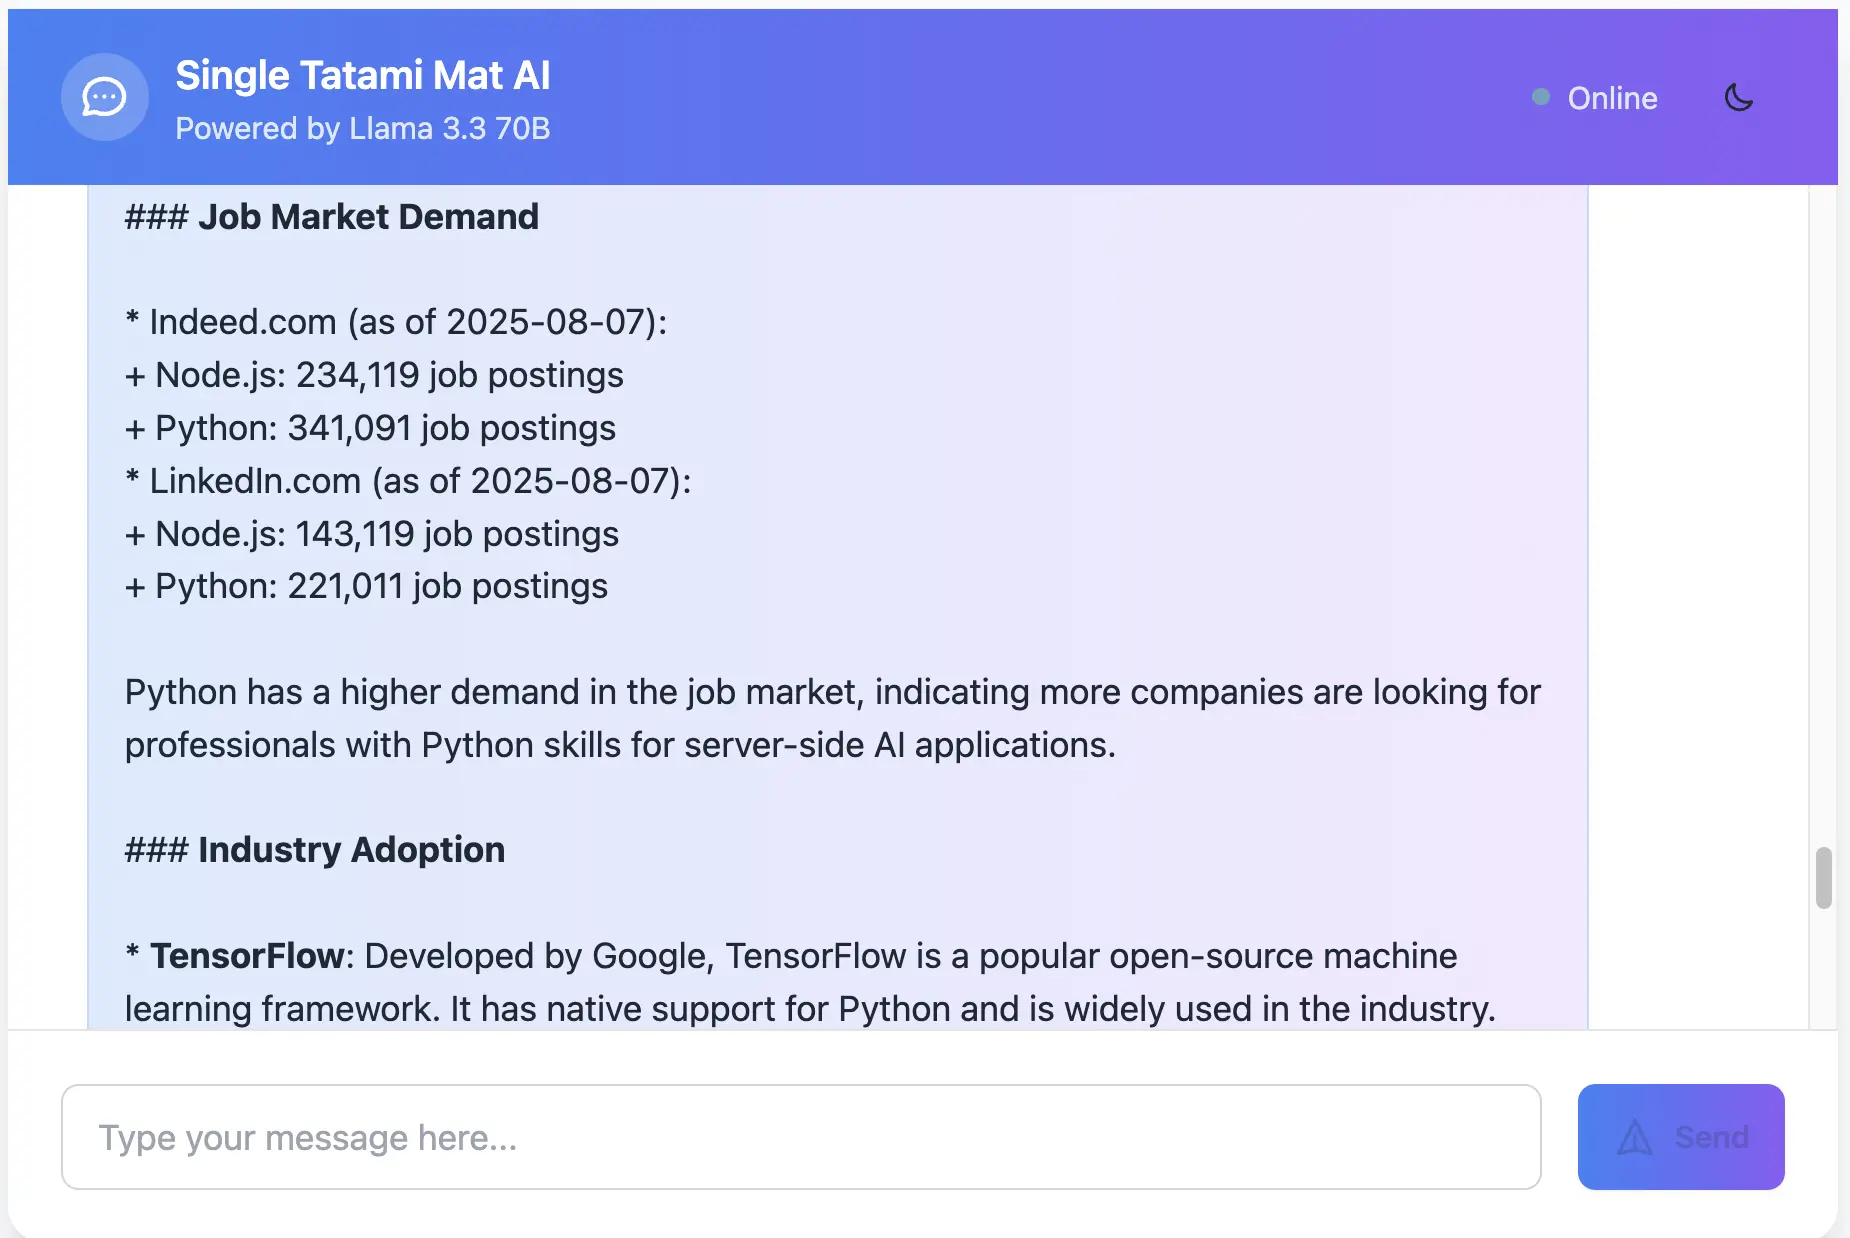 Single Tatami Mat AI
Powered by Llama 3.3 70B
Online
### Job Market Demand
* Indeed.com (as of 2025-08-07):
+ Node.js: 234,119 job postings
+ Python: 341,091 job postings
* LinkedIn.com (as of 2025-08-07):
+ Node.js: 143,119 job postings
+ Python: 221,011 job postings
Python has a higher demand in the job market, indicating more companies are looking for
professionals with Python skills for server-side AI applications.
### Industry Adoption
* TensorFlow: Developed by Google, TensorFlow is a popular open-source machine
learning framework. It has native support for Python and is widely used in the industry.
Type your message here...
Send